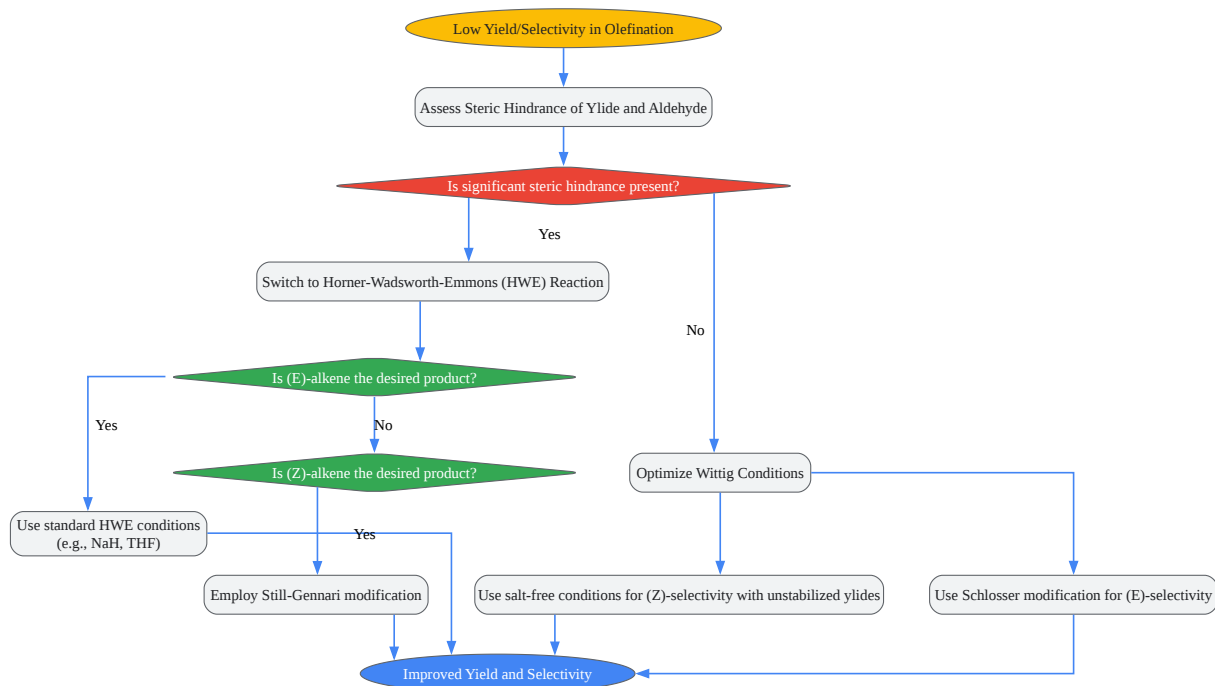 Low Yield/Selectivity in Olefination
Assess Steric Hindrance of Ylide and Aldehyde
Is significant steric hindrance present?
Yes
Switch to Horner-Wadsworth-Emmons (HWE) Reaction
No
Is (E)-alkene the desired product?
Yes
No
Is (Z)-alkene the desired product?
Optimize Wittig Conditions
Use standard HWE conditions
(e.g., NaH, THF)
Yes
Employ Still-Gennari modification
Use salt-free conditions for (Z)-selectivity with unstabilized ylides
Use Schlosser modification for (E)-selectivity
Improved Yield and Selectivity